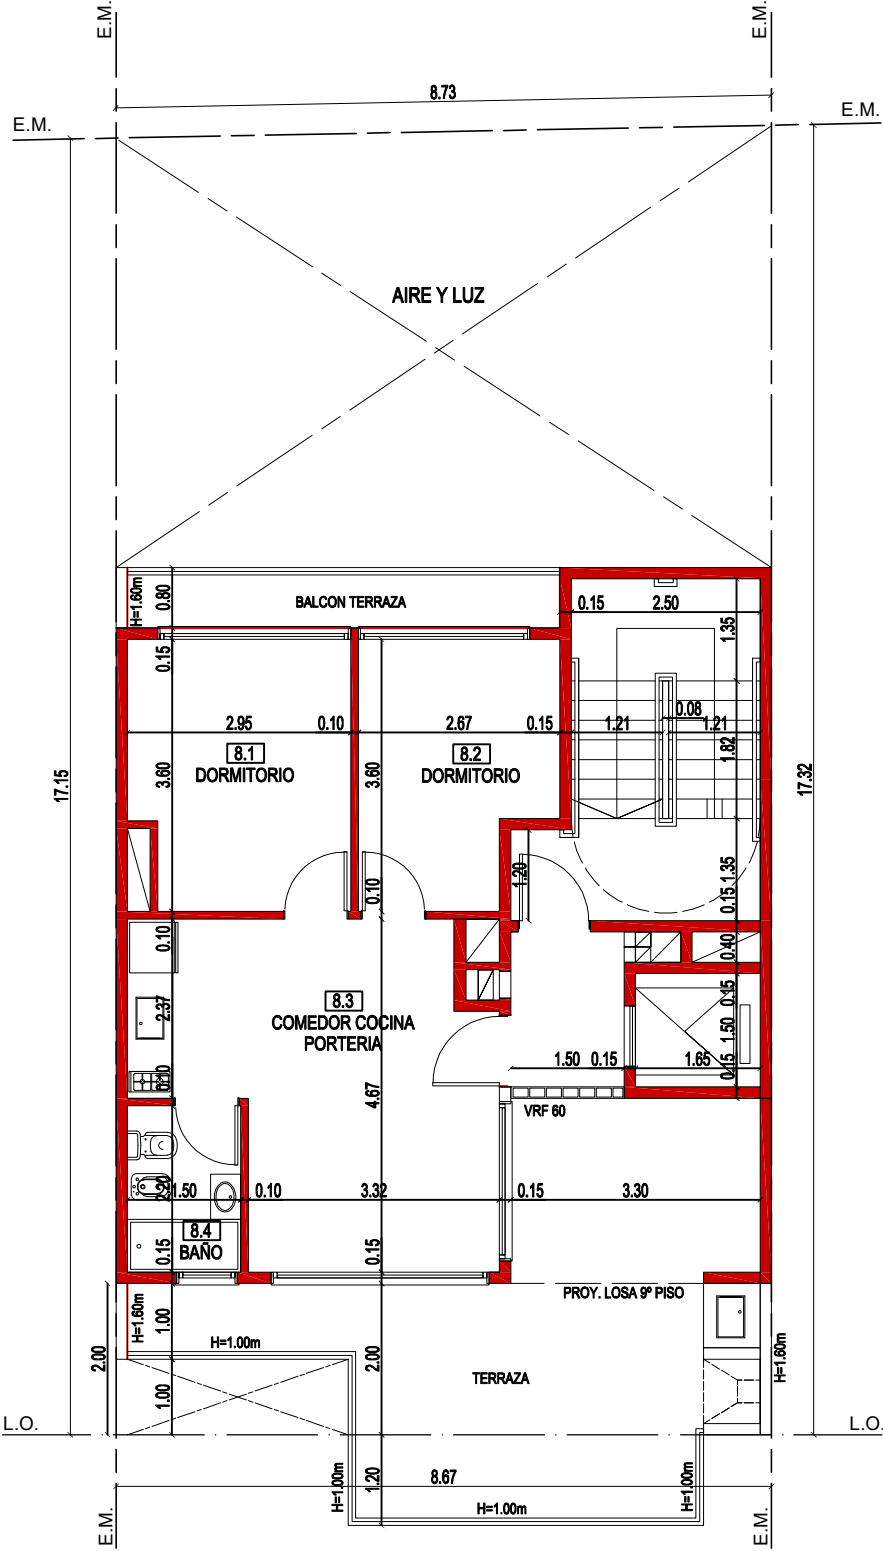 E.M.
E.M.
8.73
E.M.
E.M.
AIRE Y LUZ
H=1.60m
0.80
BALCON TERRAZA
0.15
2.50
1.35
0.15
2.95
0.10
2.67
0.15
1.21
0.08
1.21
8.1
DORMITORIO
8.2
DORMITORIO
3.60
3.60
1.82
17.15
17.32
0.10
1.20
1.35
0.15
0.10
0.40
2.37
8.3
COMEDOR COCINA
PORTERIA
0.15
1.50
0.15
1.50
0.15
1.65
0.10
4.67
VRF 60
2.20
1.50
0.10
3.32
0.15
3.30
8.4
BAÑO
0.15
0.15
PROY. LOSA 9º PISO
H=1.60m
1.00
H=1.00m
2.00
2.00
TERRAZA
H=1.60m
1.00
L.O.
L.O.
H=1.00m
1.20
8.67
H=1.00m
H=1.00m
E.M.
E.M.